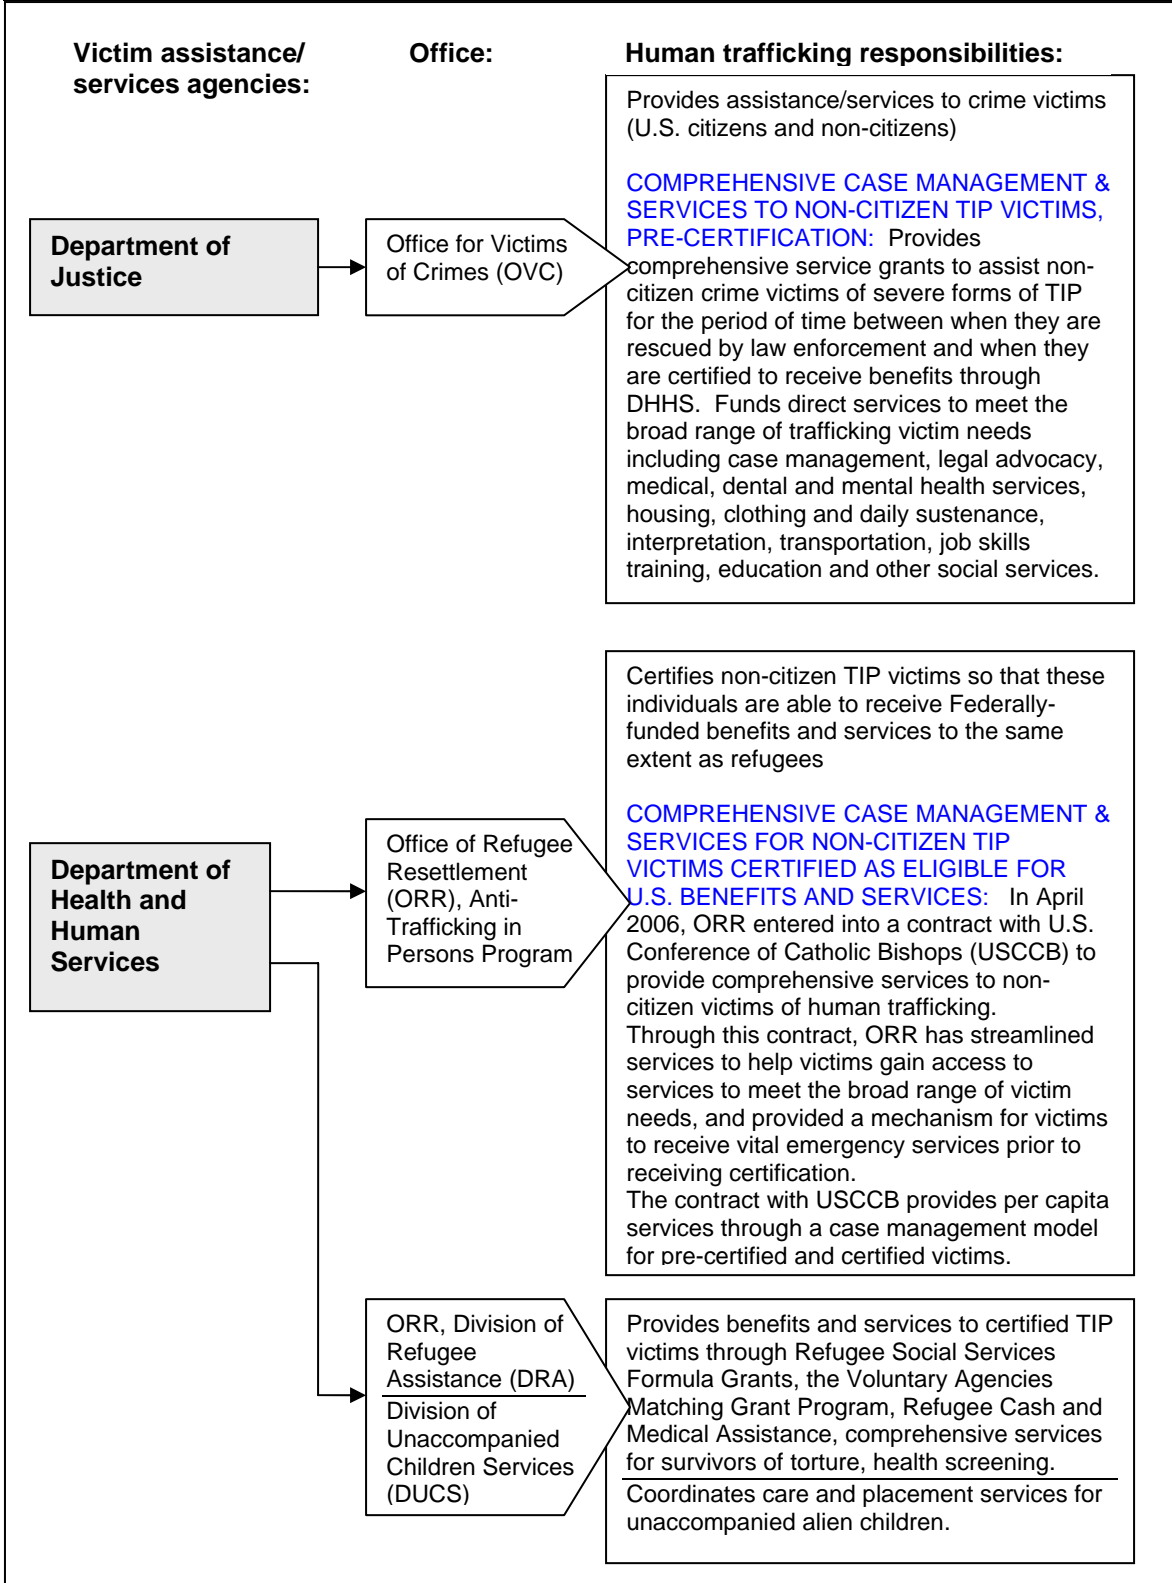 Victim assistance/
services agencies:
Office:
Human trafficking responsibilities:
Department of
Justice
Office for Victims
of Crimes (OVC)
Provides assistance/services to crime victims
(U.S. citizens and non-citizens)
COMPREHENSIVE CASE MANAGEMENT &
SERVICES TO NON-CITIZEN TIP VICTIMS,
PRE-CERTIFICATION: Provides
comprehensive service grants to assist non-
citizen crime victims of severe forms of TIP
for the period of time between when they are
rescued by law enforcement and when they
are certified to receive benefits through
DHHS. Funds direct services to meet the
broad range of trafficking victim needs
including case management, legal advocacy,
medical, dental and mental health services,
housing, clothing and daily sustenance,
interpretation, transportation, job skills
training, education and other social services.
Department of
Health and
Human
Services
Office of Refugee
Resettlement
(ORR), Anti-
Trafficking in
Persons Program
Certifies non-citizen TIP victims so that these
individuals are able to receive Federally-
funded benefits and services to the same
extent as refugees
COMPREHENSIVE CASE MANAGEMENT &
SERVICES FOR NON-CITIZEN TIP
VICTIMS CERTIFIED AS ELIGIBLE FOR
U.S. BENEFITS AND SERVICES: In April
2006, ORR entered into a contract with U.S.
Conference of Catholic Bishops (USCCB) to
provide comprehensive services to non-
citizen victims of human trafficking.
Through this contract, ORR has streamlined
services to help victims gain access to
services to meet the broad range of victim
needs, and provided a mechanism for victims
to receive vital emergency services prior to
receiving certification.
The contract with USCCB provides per capita
services through a case management model
for pre-certified and certified victims.
ORR, Division of
Refugee
Assistance (DRA)
Division of
Unaccompanied
Children Services
(DUCS)
Provides benefits and services to certified TIP
victims through Refugee Social Services
Formula Grants, the Voluntary Agencies
Matching Grant Program, Refugee Cash and
Medical Assistance, comprehensive services
for survivors of torture, health screening.
Coordinates care and placement services for
unaccompanied alien children.